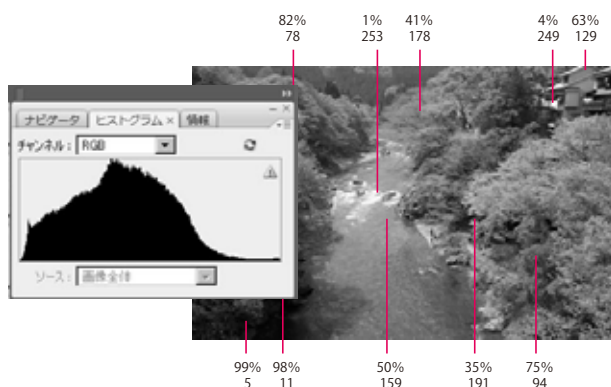 82% 1% 41% 4% 63%
78 253 178 249 129
ナビゲータ ヒストグラム × 情報
チャンネル: RGB
ソース: 画像全体
99% 98% 50% 35% 75%
5 11 159 191 94